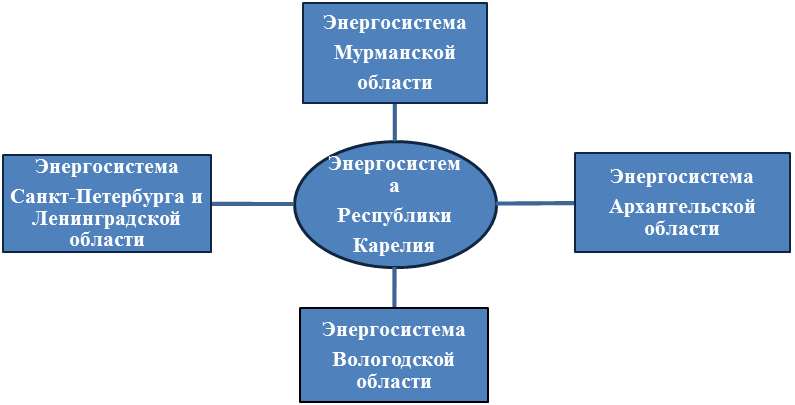 Энергосистема
Мурманской
области
Энергосистема
Санкт-Петербурга и
Ленинградской
области
Энергосистем
а
Республики
Карелия
Энергосистема
Архангельской
области
Энергосистема
Вологодской
области